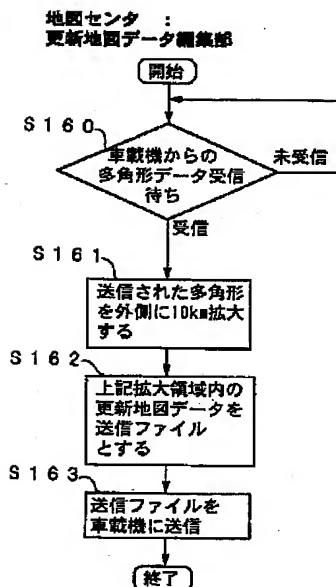 地図センタ :
更新地図データ編集部
開始
S160
車載機からの
多角形データ受信
待ち
未受信
受信
S161
送信された多角形
を外側に10km拡大
する
S162
上記拡大領域内の
更新地図データを
送信ファイル
とする
S163
送信ファイルを
車載機に送信
終了